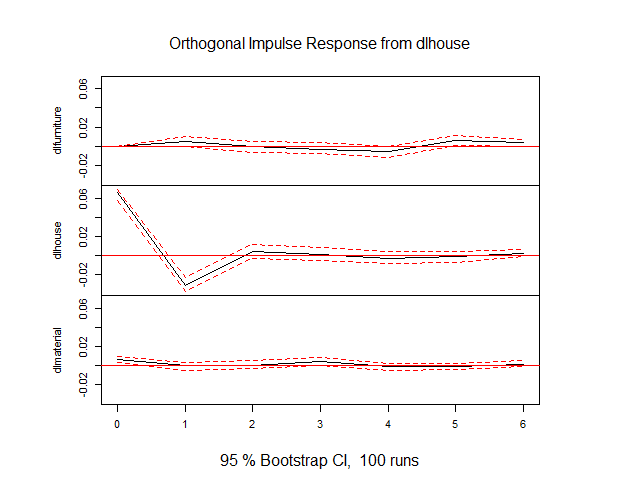 Orthogonal Impulse Response from dlhouse
dlfurniture
-0.02 0.02 0.06
dlhouse
-0.02 0.02 0.06
dlmaterial
-0.02 0.02 0.06
0 1 2 3 4 5 6
95 % Bootstrap CI, 100 runs